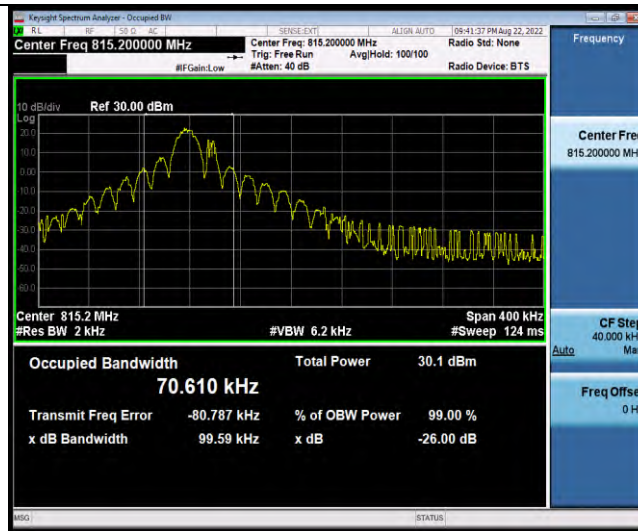 Keysight Spectrum Analyzer - Occupied BW
RL RF 50 Ω AC SENSE:EXT ALIGN AUTO 09:41:37 PM Aug 22, 2022
Center Freq 815.200000 MHz Center Freq: 815.200000 MHz Radio Std: None Frequency
Trig: Free Run Avg|Hold: 100/100
#IFGain:Low #Atten: 40 dB Radio Device: BTS
10 dB/div Ref 30.00 dBm
Log
20.0
10.0
0.00
-10.0
-20.0
-30.0
-40.0
-50.0
-60.0
Center Fre
815.200000 MH
Center 815.2 MHz Span 400 kHz
#Res BW 2 kHz #VBW 6.2 kHz #Sweep 124 ms
CF Step
40.000 kH
Auto Ma
Occupied Bandwidth Total Power 30.1 dBm
70.610 kHz
Transmit Freq Error -80.787 kHz % of OBW Power 99.00 %
x dB Bandwidth 99.59 kHz x dB -26.00 dB
Freq Offse
0 H
MSG STATUS